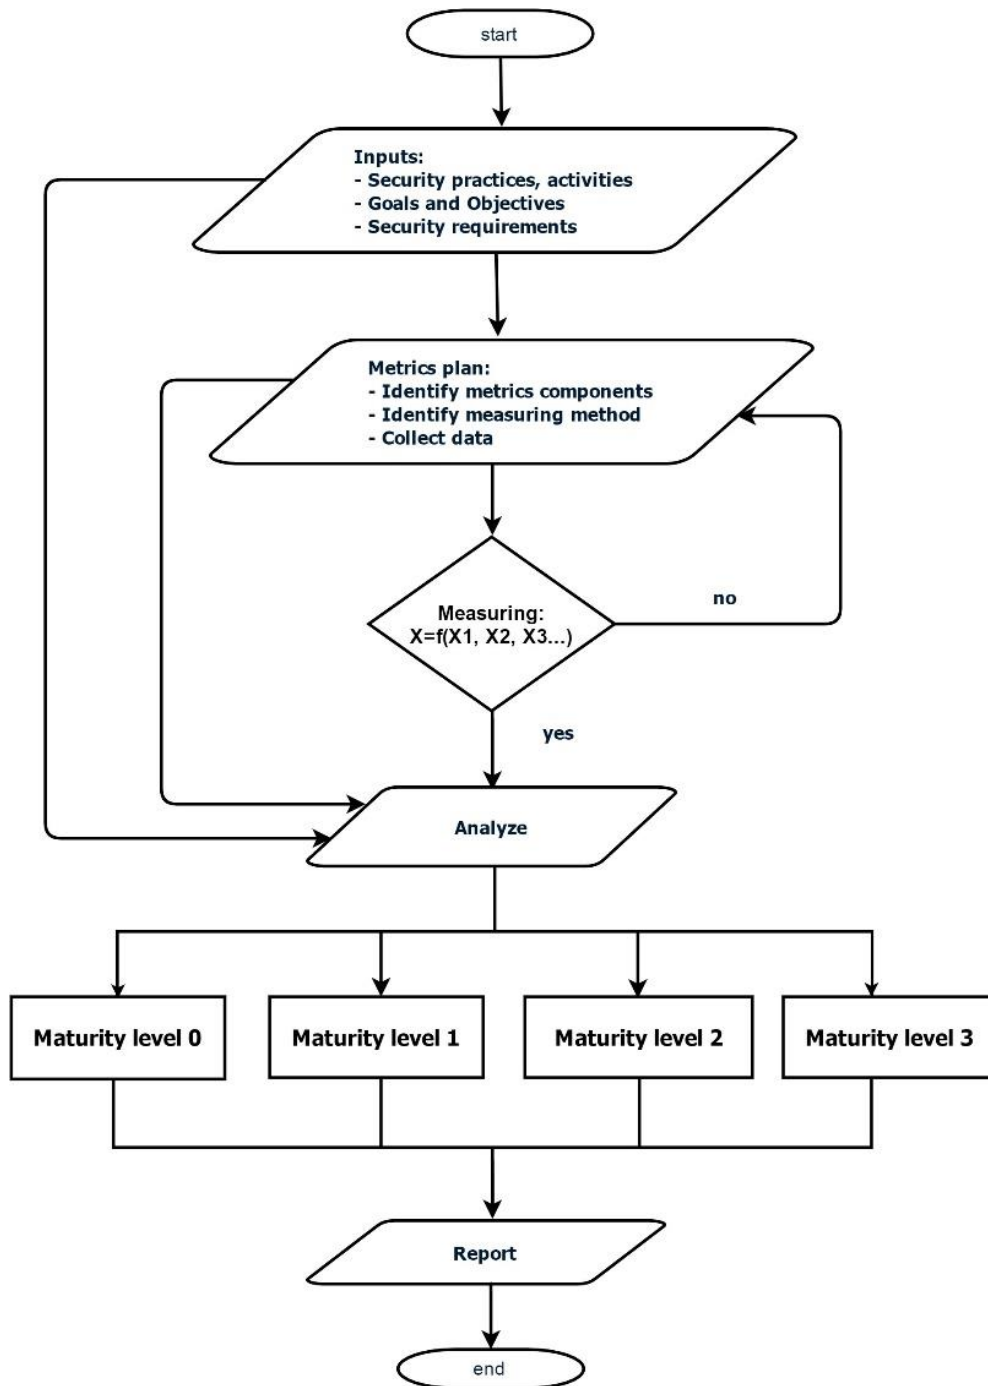 start
Inputs:
- Security practices, activities
- Goals and Objectives
- Security requirements
Metrics plan:
- Identify metrics components
- Identify measuring method
- Collect data
Measuring:
X=f(X1, X2, X3...)
no
yes
Analyze
Maturity level 0
Maturity level 1
Maturity level 2
Maturity level 3
Report
end